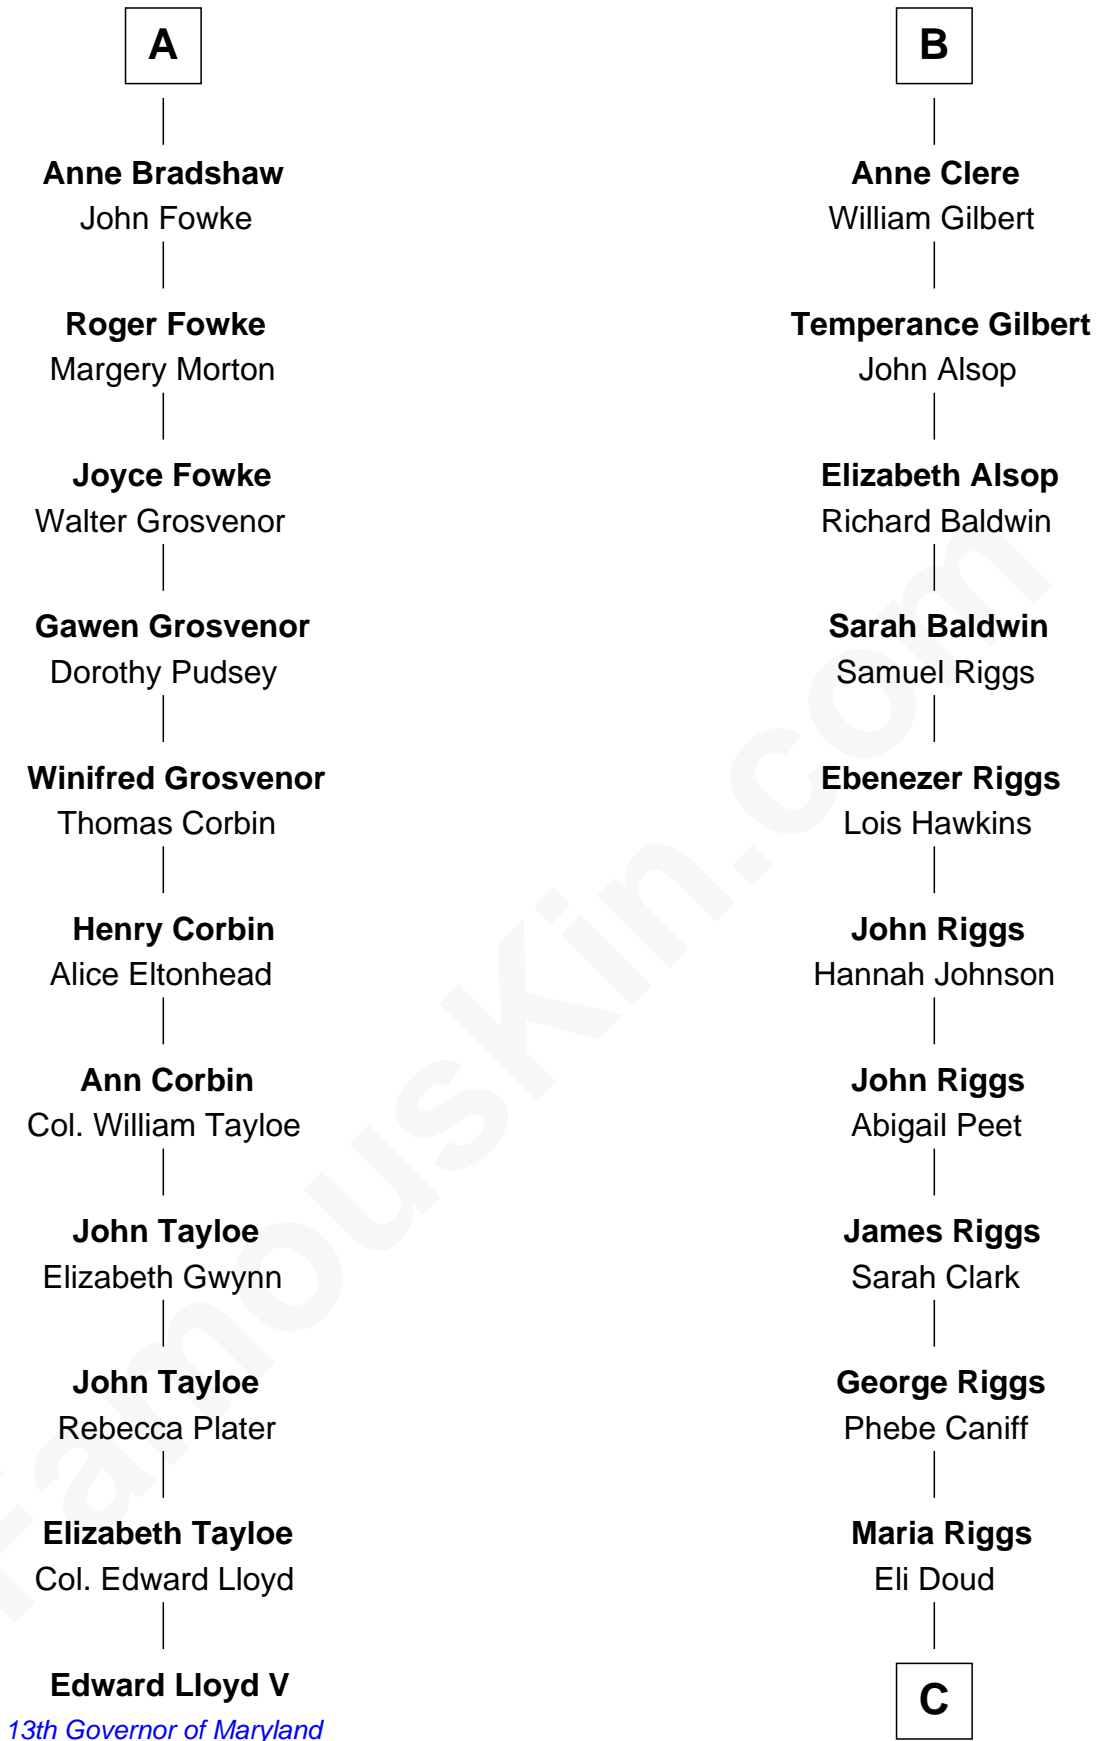 A
Anne Bradshaw
John Fowke
Roger Fowke
Margery Morton
Joyce Fowke
Walter Grosvenor
Gawen Grosvenor
Dorothy Pudsey
Winifred Grosvenor
Thomas Corbin
Henry Corbin
Alice Eltonhead
Ann Corbin
Col. William Tayloe
John Tayloe
Elizabeth Gwynn
John Tayloe
Rebecca Plater
Elizabeth Tayloe
Col. Edward Lloyd
Edward Lloyd V
13th Governor of Maryland
B
Anne Clere
William Gilbert
Temperance Gilbert
John Alsop
Elizabeth Alsop
Richard Baldwin
Sarah Baldwin
Samuel Riggs
Ebenezer Riggs
Lois Hawkins
John Riggs
Hannah Johnson
John Riggs
Abigail Peet
James Riggs
Sarah Clark
George Riggs
Phebe Caniff
Maria Riggs
Eli Doud
C
FamousKin.com